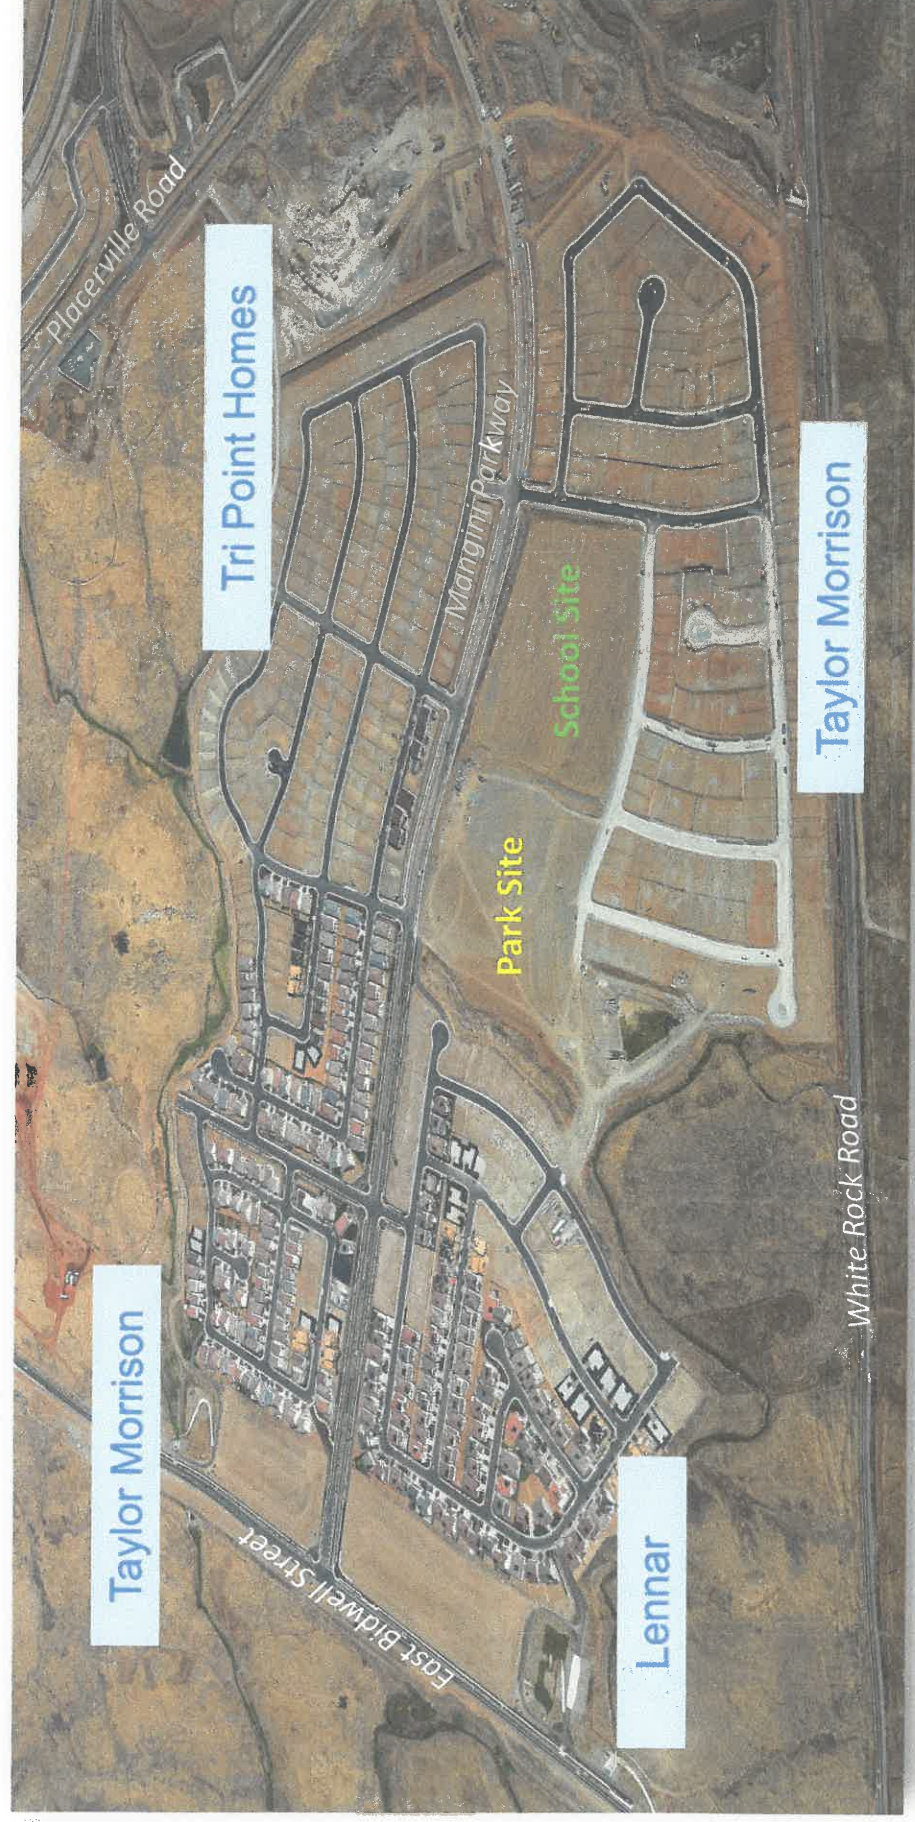 Taylor Morrison
Tri Point Homes
Placerville Road
East Bidwell Street
Mangini Parkway
Park Site
School Site
Lennar
White Rock Road
Taylor Morrison